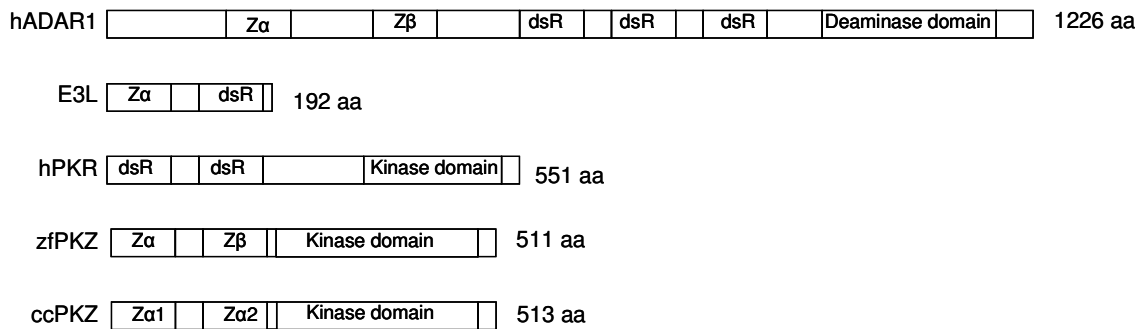 hADAR1 Zα Zβ dsR dsR dsR Deaminase domain 1226 aa
E3L Zα dsR 192 aa
hPKR dsR dsR Kinase domain 551 aa
zfPKZ Zα Zβ Kinase domain 511 aa
ccPKZ Zα1 Zα2 Kinase domain 513 aa